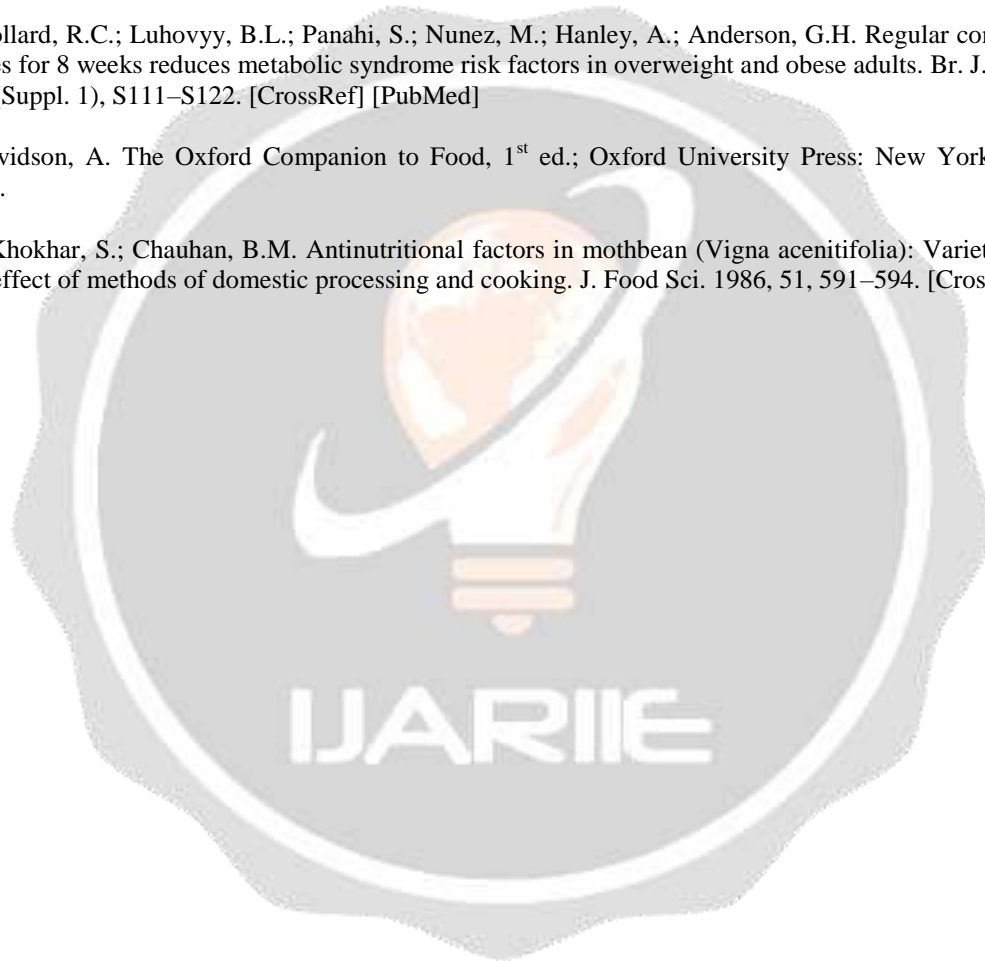 ollard, R.C.; Luhovyy, B.L.; Panahi, S.; Nunez, M.; Hanley, A.; Anderson, G.H. Regular con
es for 8 weeks reduces metabolic syndrome risk factors in overweight and obese adults. Br. J.
(Suppl. 1), S111–S122. [CrossRef] [PubMed]
vidson, A. The Oxford Companion to Food, 1st ed.; Oxford University Press: New York
.
Khokhar, S.; Chauhan, B.M. Antinutritional factors in mothbean (Vigna acenitifolia): Variet
effect of methods of domestic processing and cooking. J. Food Sci. 1986, 51, 591–594. [Cros
IJARIIE